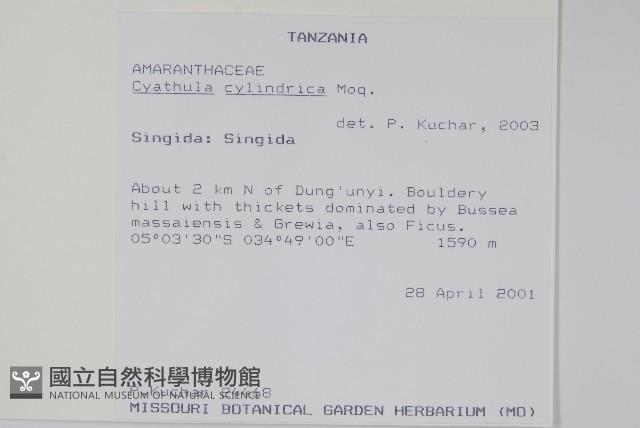 TANZANIA
AMARANTHACEAE
Cyathula cylindrica Moq.
det. P. Kuchar, 2003
Singida: Singida
About 2 km N of Dung'unyi. Bouldery
hill with thickets dominated by Bussea
massaiensis & Grewia, also Ficus.
05°03'30"S 034°49'00"E 1590 m
28 April 2001
P. Kuchar
國立自然科學博物館
NATIONAL MUSEUM OF NATURAL SCIENCE
MISSOURI BOTANICAL GARDEN HERBARIUM (MO)